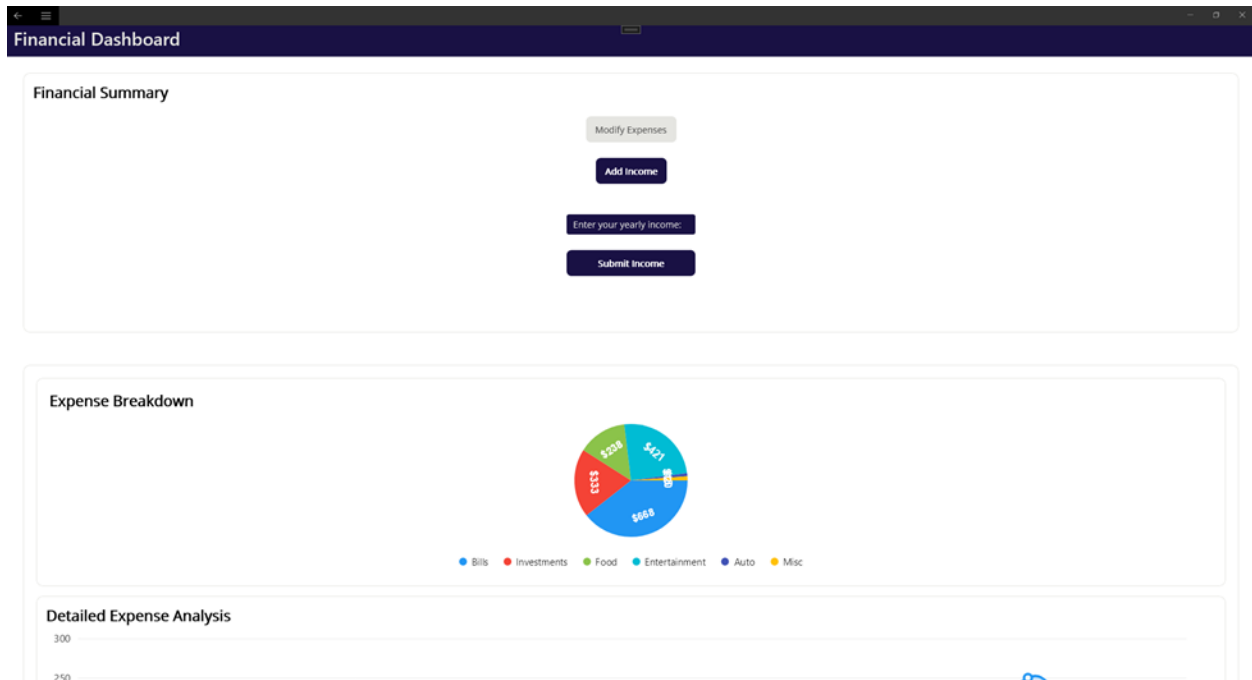 Financial Dashboard
Financial Summary
Modify Expenses
Add Income
Enter your yearly income:
Submit Income
Expense Breakdown
$238
$421
$333
$668
Bills Investments Food Entertainment Auto Misc
Detailed Expense Analysis
300
250